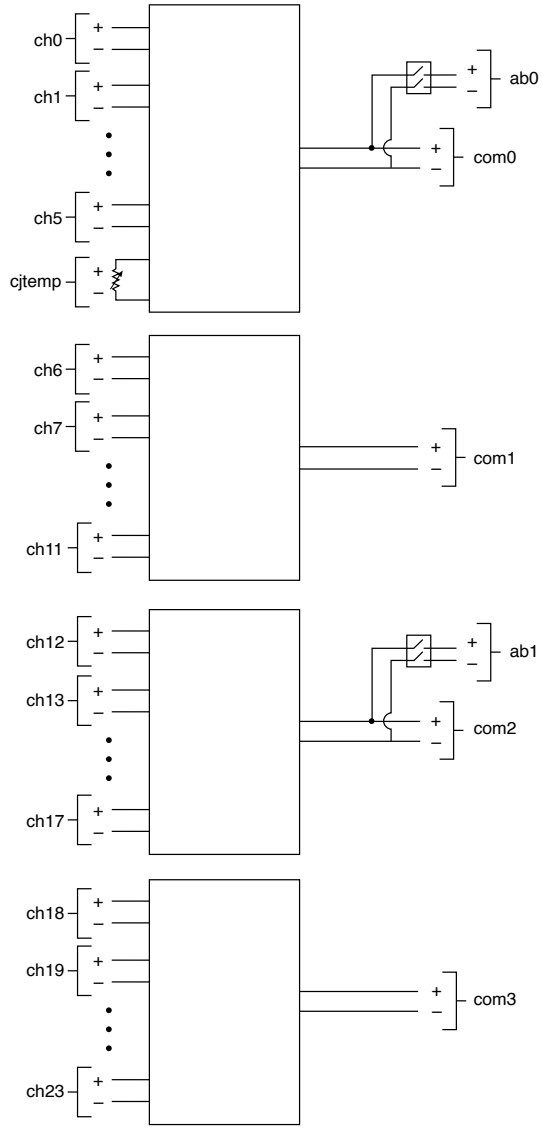 ch0 + −
ch1 + −
ch5 + −
cjtemp + −
+ − ab0
+ − com0
ch6 + −
ch7 + −
ch11 + −
+ − com1
ch12 + −
ch13 + −
ch17 + −
+ − ab1
+ − com2
ch18 + −
ch19 + −
ch23 + −
+ − com3